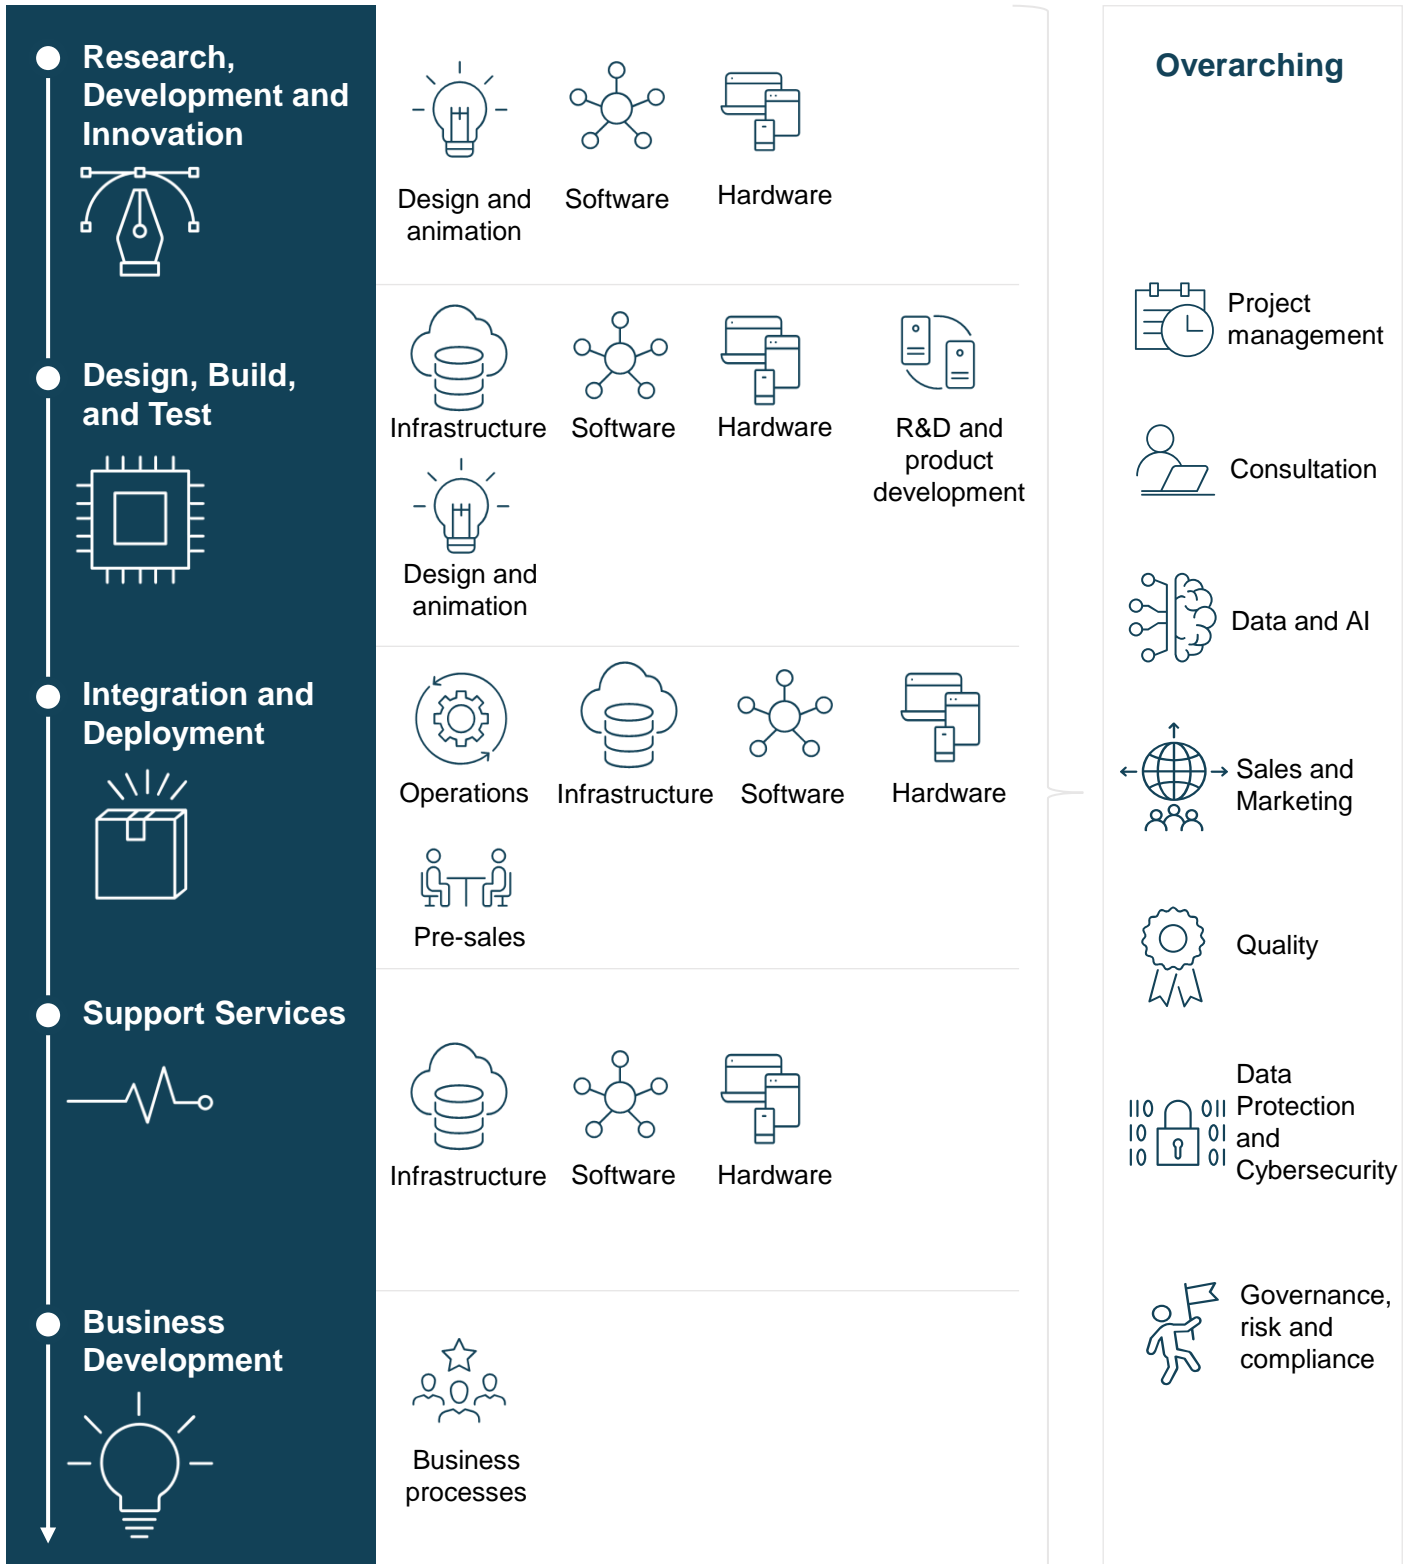 Research,
Development and
Innovation
Design and
animation
Software
Hardware
Design, Build,
and Test
Infrastructure
Software
Hardware
R&D and
product
development
Design and
animation
Integration and
Deployment
Operations
Infrastructure
Software
Hardware
Pre-sales
Support Services
Infrastructure
Software
Hardware
Business
Development
Business
processes
Overarching
Project
management
Consultation
Data and AI
Sales and
Marketing
Quality
Data
Protection
and
Cybersecurity
Governance,
risk and
compliance